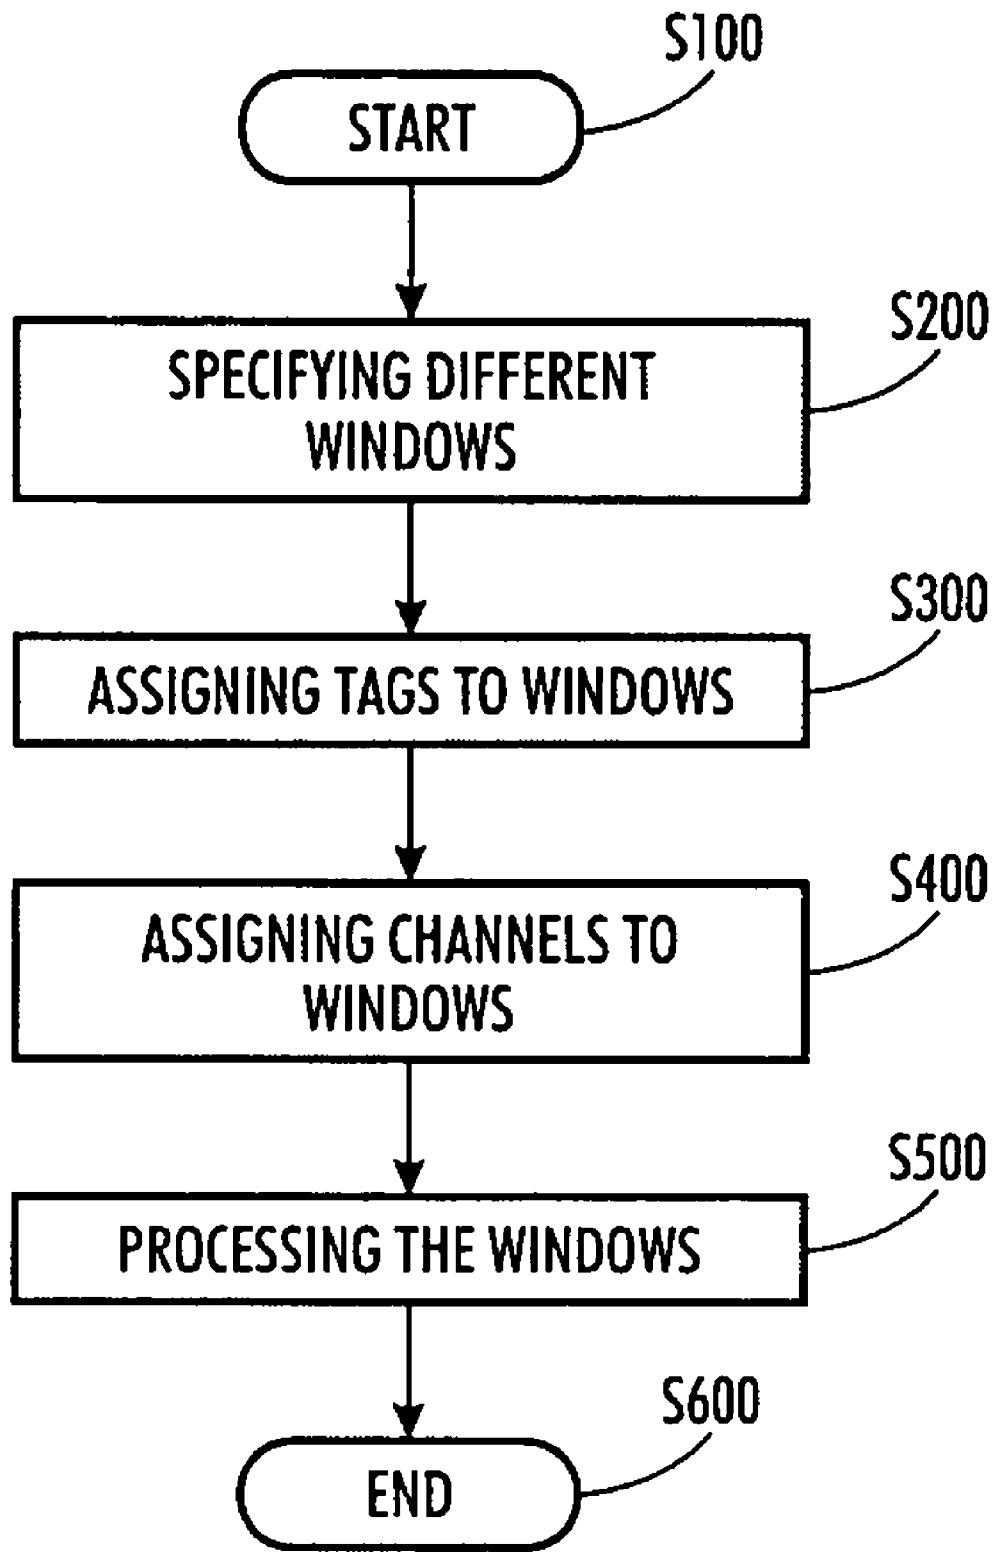 S100
START
S200
SPECIFYING DIFFERENT
WINDOWS
S300
ASSIGNING TAGS TO WINDOWS
S400
ASSIGNING CHANNELS TO
WINDOWS
S500
PROCESSING THE WINDOWS
S600
END